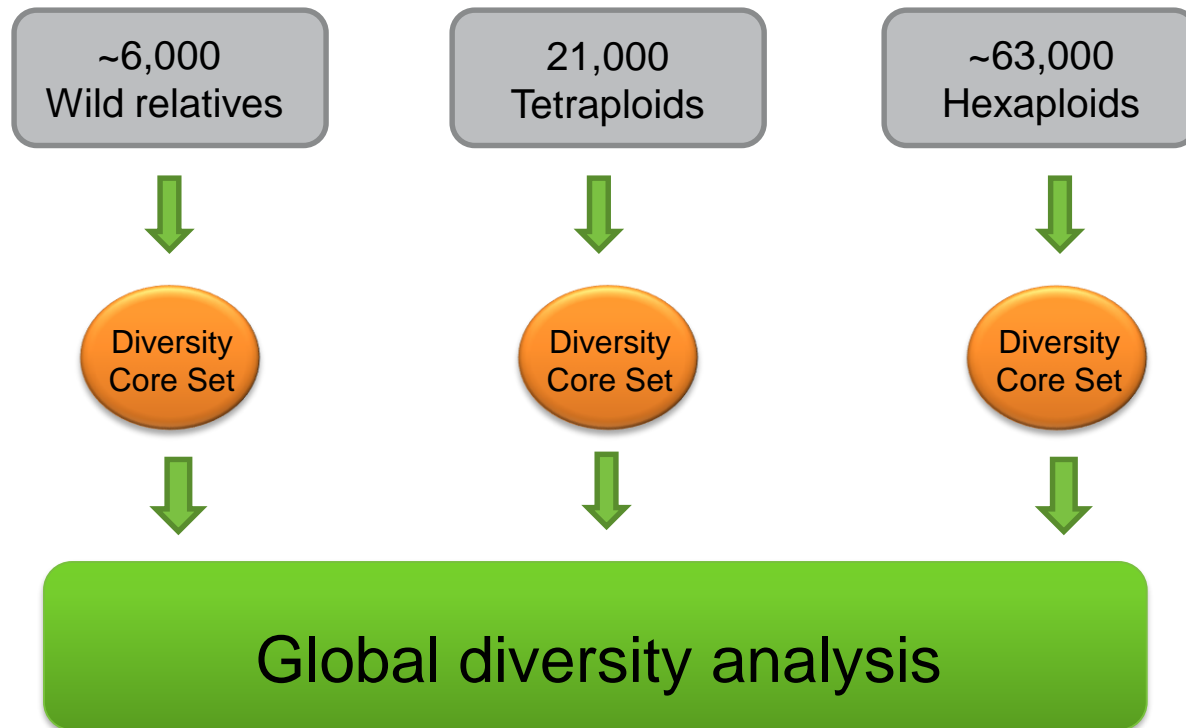 ~6,000
Wild relatives
21,000
Tetraploids
~63,000
Hexaploids
Diversity
Core Set
Diversity
Core Set
Diversity
Core Set
Global diversity analysis